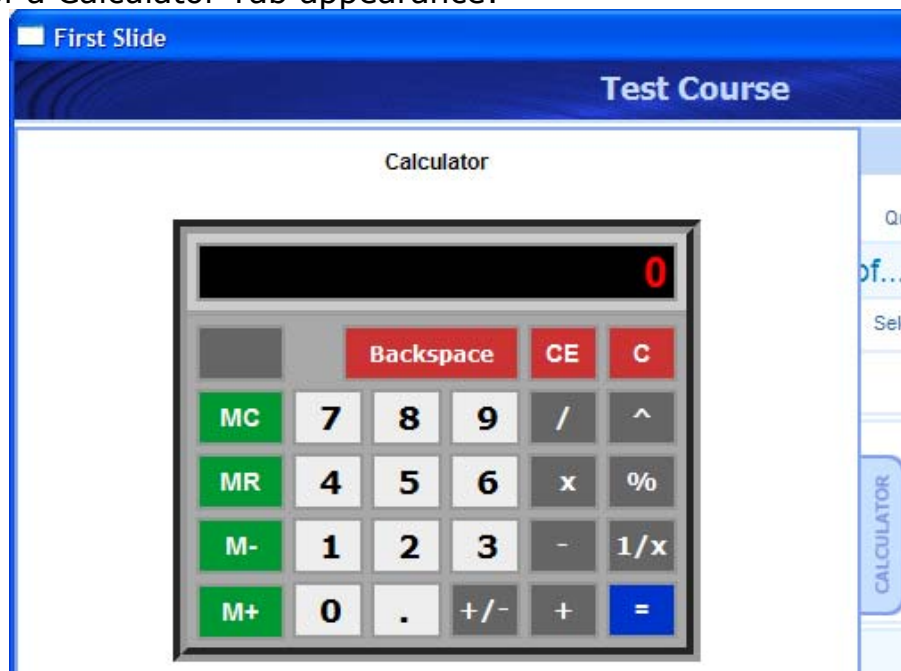 a Calculator Tab appearance.
First Slide
Test Course
Calculator
0
Backspace CE C
MC 7 8 9 / ^
MR 4 5 6 x %
M- 1 2 3 - 1/x
M+ 0 . +/- + =
of...
CALCULATOR